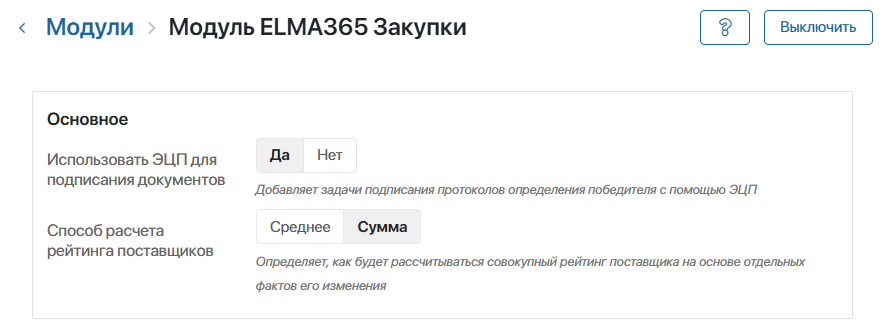 Модули > Модуль ELMA365 Закупки
?
Выключить
Основное
Использовать ЭЦП для
подписания документов
Да
Нет
Добавляет задачи подписания протоколов определения победителя с помощью ЭЦП
Способ расчета
рейтинга поставщиков
Среднее
Сумма
Определяет, как будет рассчитываться совокупный рейтинг поставщика на основе отдельных
фактов его изменения